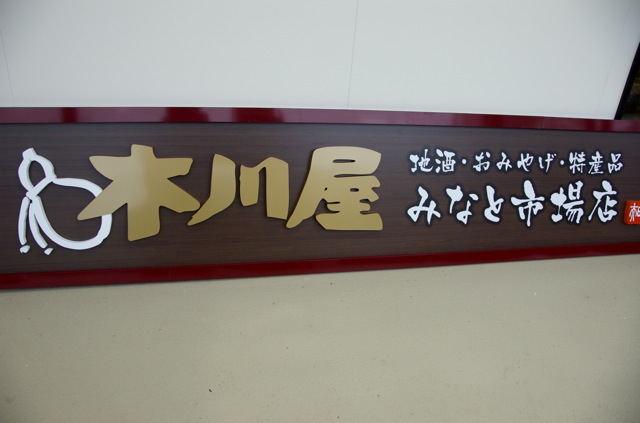 木川屋
地酒・おみやげ・特産品
みなと市場店